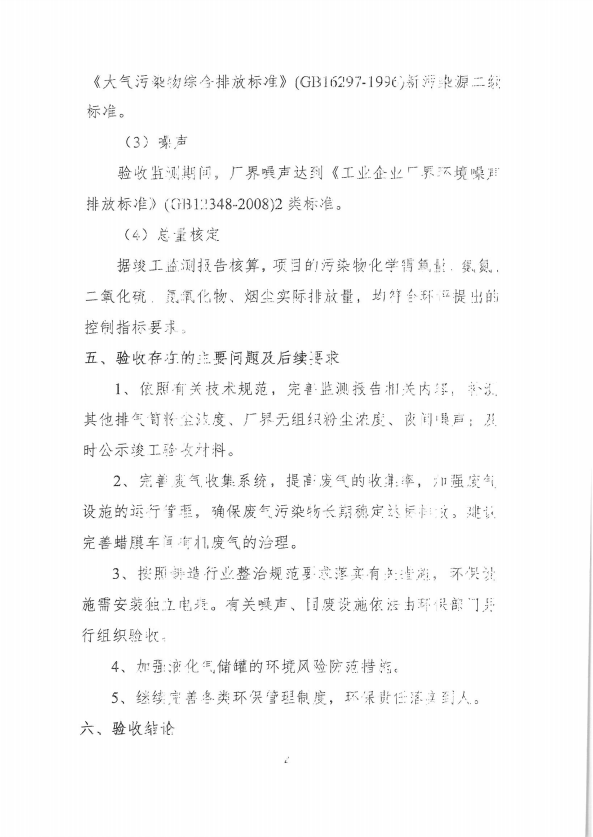 《大气污染物综合排放标准》(GB16297-1996)新污染源二级
标准。
（3）噪声
验收监测期间，厂界噪声达到《工业企业厂界环境噪声
排放标准》(GB12348-2008)2 类标准。
（4）总量核定
据竣工监测报告核算，项目的污染物化学需氧量、氨氮、
二氧化硫、氮氧化物、烟尘实际排放量，均符合环评提出的
控制指标要求。
五、验收存在的主要问题及后续要求
1、依照有关技术规范，完善监测报告相关内容，补测
其他排气筒粉尘浓度、厂界无组织粉尘浓度、夜间噪声；及
时公示竣工验收材料。
2、完善废气收集系统，提高废气的收集率，加强废气
设施的运行管理，确保废气污染物长期稳定达标排放。建议
完善蜡膜车间有机废气的治理。
3、按照铸造行业整治规范要求落实有关措施，环保设
施需安装独立电表。有关噪声、固废设施依法由环保部门另
行组织验收。
4、加强液化气储罐的环境风险防范措施。
5、继续完善各类环保管理制度，环保责任落实到人。
六、验收结论
2